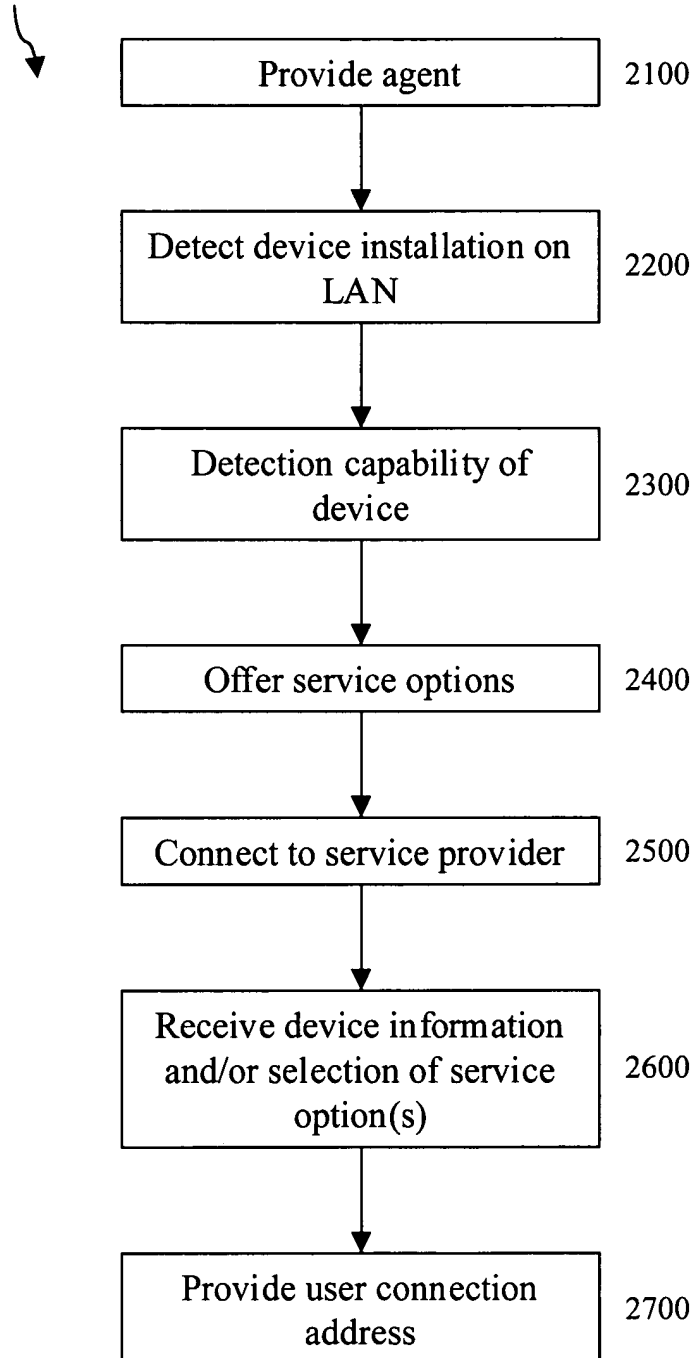 Provide agent 2100
Detect device installation on
LAN
2200
Detection capability of
device
2300
Offer service options 2400
Connect to service provider 2500
Receive device information
and/or selection of service
option(s)
2600
Provide user connection
address
2700